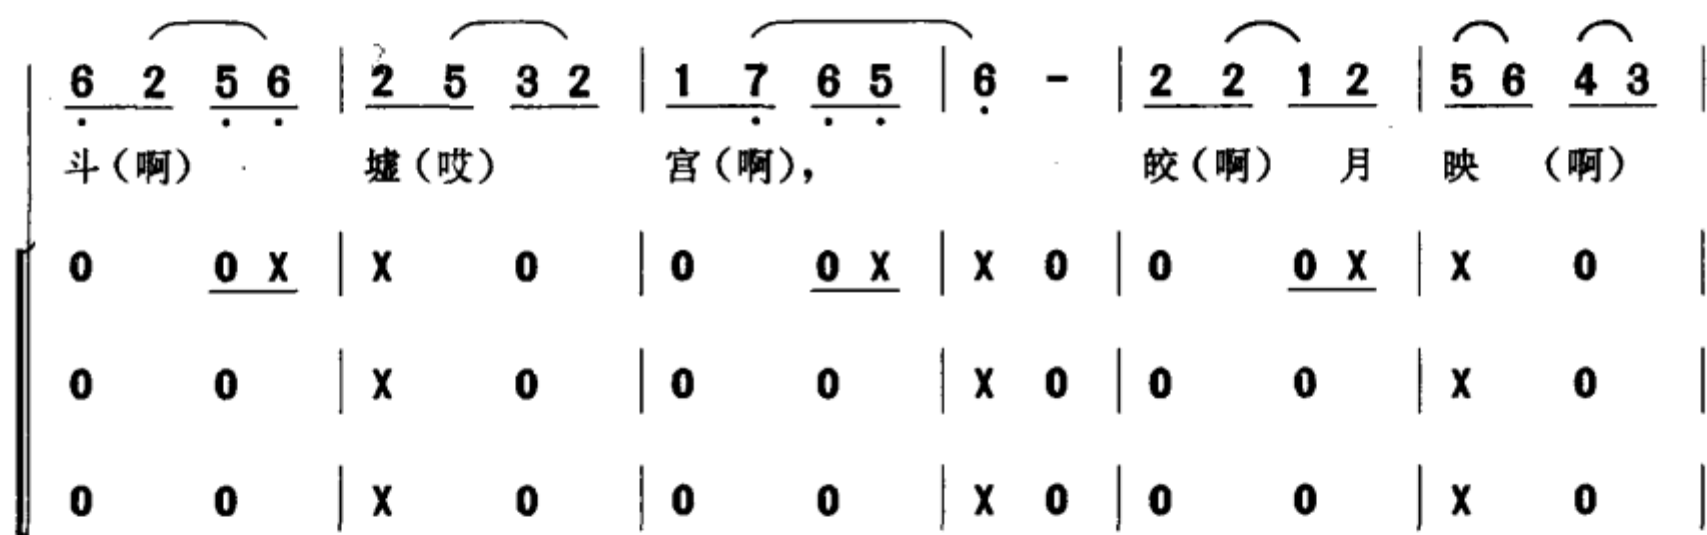 6 2 5 6 | 2 5 3 2 | 1 7 6 5 | 6 - | 2 2 1 2 | 5 6 4 3 |
斗（啊） 墟（哎） 宫（啊）， 皎（啊） 月 映 （啊）
0 0 X | X 0 | 0 0 X | X 0 | 0 0 X | X 0 |
0 0 | X 0 | 0 0 | X 0 | 0 0 | X 0 |
0 0 | X 0 | 0 0 | X 0 | 0 0 | X 0 |